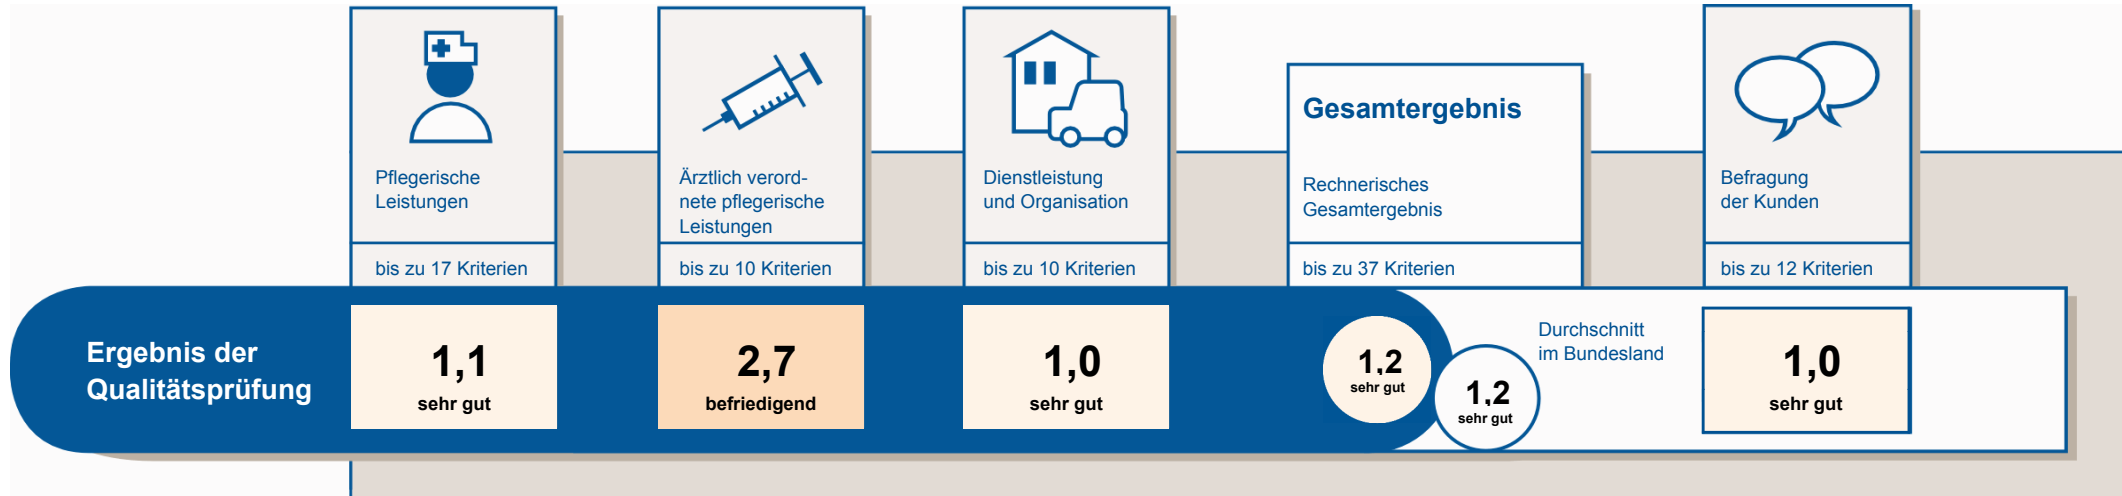 Pflegerische
Leistungen
bis zu 17 Kriterien
Ärztlich verord-
nete pflegerische
Leistungen
bis zu 10 Kriterien
Dienstleistung
und Organisation
bis zu 10 Kriterien
Gesamtergebnis
Rechnerisches
Gesamtergebnis
bis zu 37 Kriterien
Befragung
der Kunden
bis zu 12 Kriterien
Ergebnis der
Qualitätsprüfung
1,1
sehr gut
2,7
befriedigend
1,0
sehr gut
1,2
sehr gut
1,2
sehr gut
Durchschnitt
im Bundesland
1,0
sehr gut